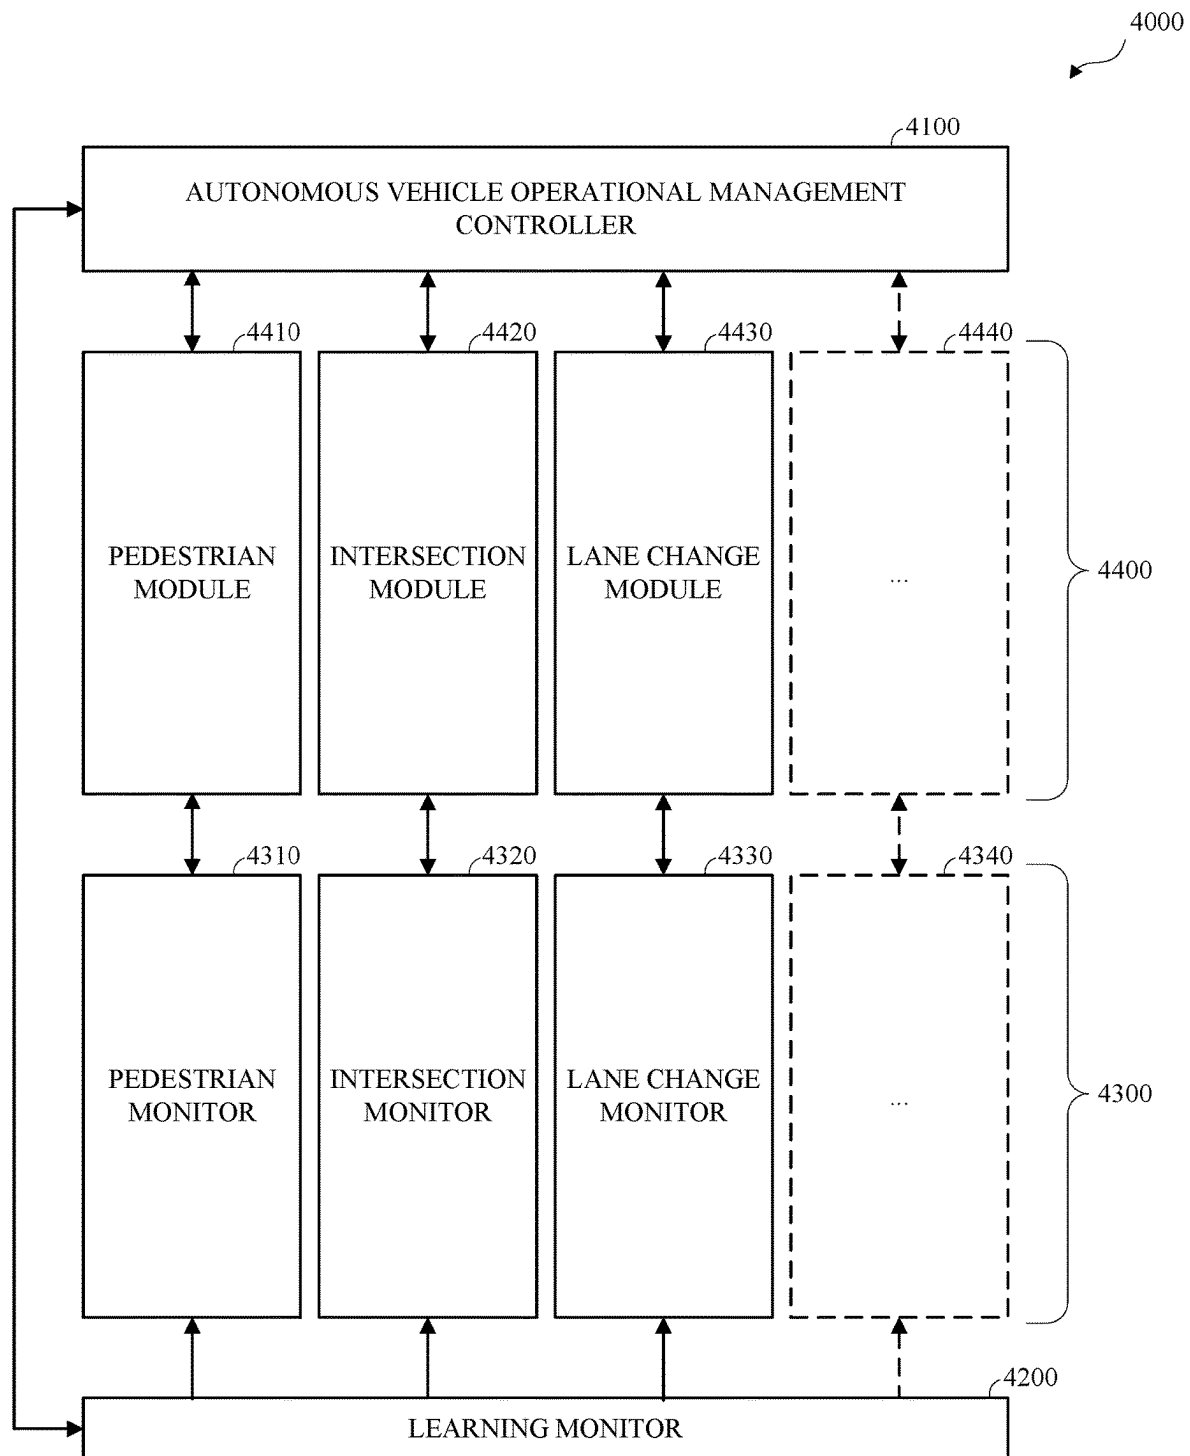 4000
4100
AUTONOMOUS VEHICLE OPERATIONAL MANAGEMENT
CONTROLLER
4410
4420
4430
4440
PEDESTRIAN
MODULE
INTERSECTION
MODULE
LANE CHANGE
MODULE
...
4400
4310
4320
4330
4340
PEDESTRIAN
MONITOR
INTERSECTION
MONITOR
LANE CHANGE
MONITOR
...
4300
4200
LEARNING MONITOR